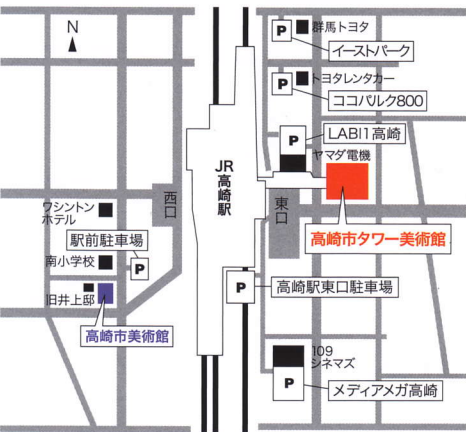 N
P
群馬トヨタ
イーストパーク
P
トヨタレンタカー
ココパルク800
P
LABI1高崎
ヤマダ電機
JR
高崎駅
西口
東口
ワシントン
ホテル
駅前駐車場
高崎市タワー美術館
南小学校
P
旧井上邸
P
高崎駅東口駐車場
高崎市美術館
109
シネマズ
P
メディアメガ高崎